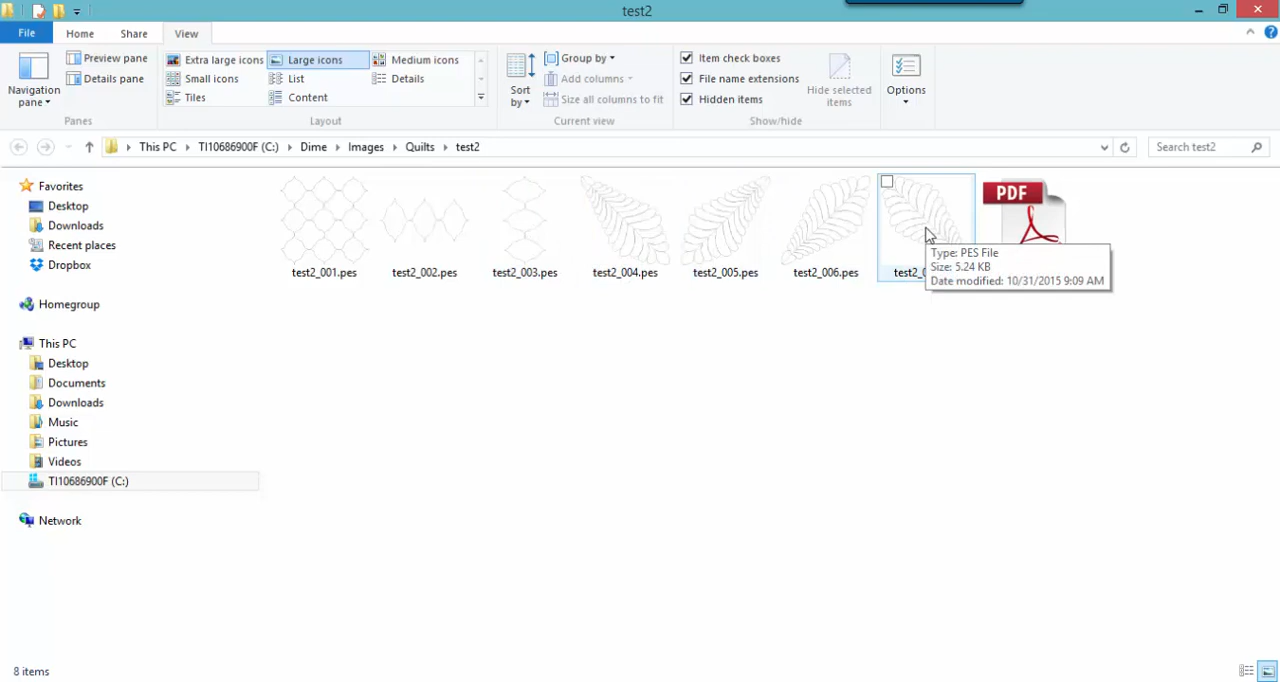 test2
File Home Share View
Preview pane
Details pane
Navigation pane
Panes
Extra large icons Large icons Medium icons
Small icons List Details
Tiles Content
Layout
Sort by
Group by
Add columns
Size all columns to fit
Current view
Item check boxes
File name extensions
Hidden items
Hide selected items
Show/hide
Options
This PC TI10686900F (C:) Dime Images Quilts test2
Search test2
Favorites
Desktop
Downloads
Recent places
Dropbox
Homegroup
This PC
Desktop
Documents
Downloads
Music
Pictures
Videos
TI10686900F (C:)
Network
PDF
test2_001.pes test2_002.pes test2_003.pes test2_004.pes test2_005.pes test2_006.pes
Type: PES File
Size: 5.24 KB
Date modified: 10/31/2015 9:09 AM
8 items